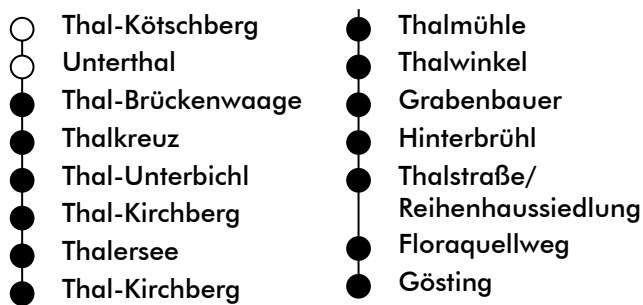 Thal-Kötschberg
Unterthal
Thal-Brückenwaage
Thalkreuz
Thal-Unterbichl
Thal-Kirchberg
Thalersee
Thal-Kirchberg
Thalmühle
Thalwinkel
Grabenbauer
Hinterbrühl
Thalstraße/
Reihenhaussiedlung
Floraquellweg
Gösting